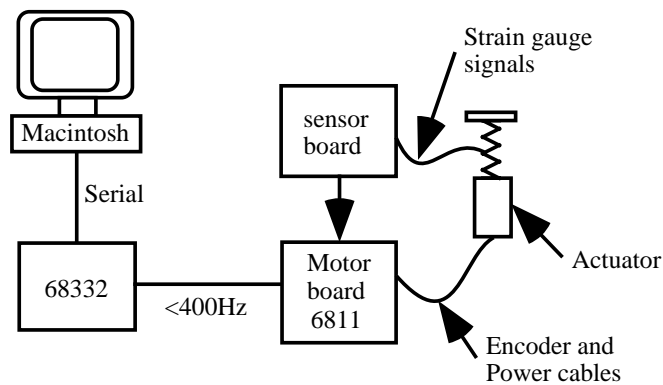 Strain gauge
signals
Macintosh
sensor
board
Serial
68332
<400Hz
Motor
board
6811
Actuator
Encoder and
Power cables